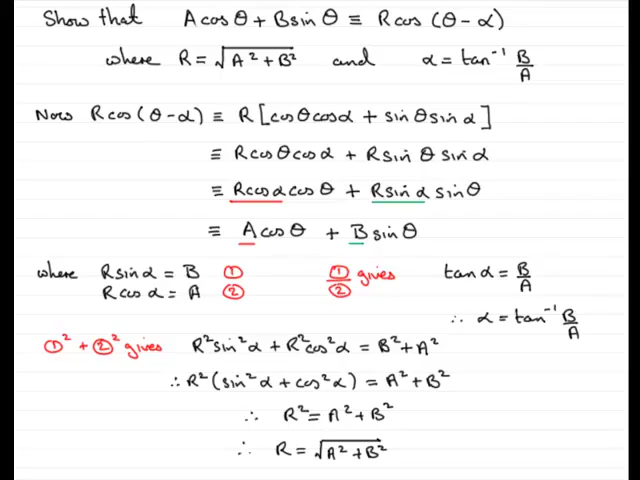 Show that A cos θ + B sin θ ≡ R cos (θ - α)
where R = √(A² + B²) and α = tan⁻¹ B/A
Now R cos (θ - α) ≡ R [cos θ cos α + sin θ sin α]
≡ R cos θ cos α + R sin θ sin α
≡ R cos α cos θ + R sin α sin θ
≡ A cos θ + B sin θ
where R sin α = B ① ①/② gives tan α = B/A
R cos α = A ②
∴ α = tan⁻¹ B/A
①² + ②² gives R² sin² α + R² cos² α = B² + A²
∴ R² (sin² α + cos² α) = A² + B²
∴ R² = A² + B²
∴ R = √(A² + B²)